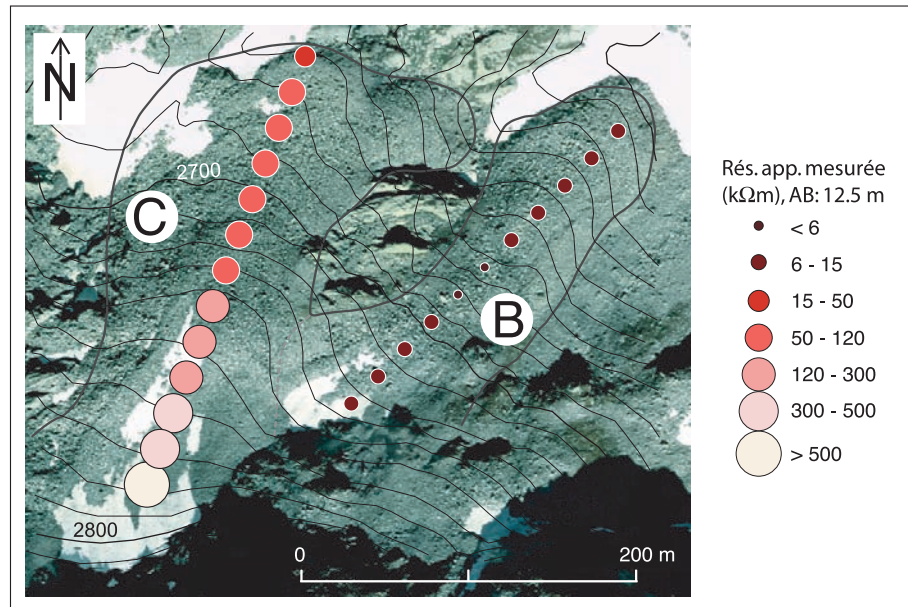 N
2700
C
B
2800
0
200 m
Rés. app. mesurée
(kΩm), AB: 12.5 m
< 6
6 - 15
15 - 50
50 - 120
120 - 300
300 - 500
> 500